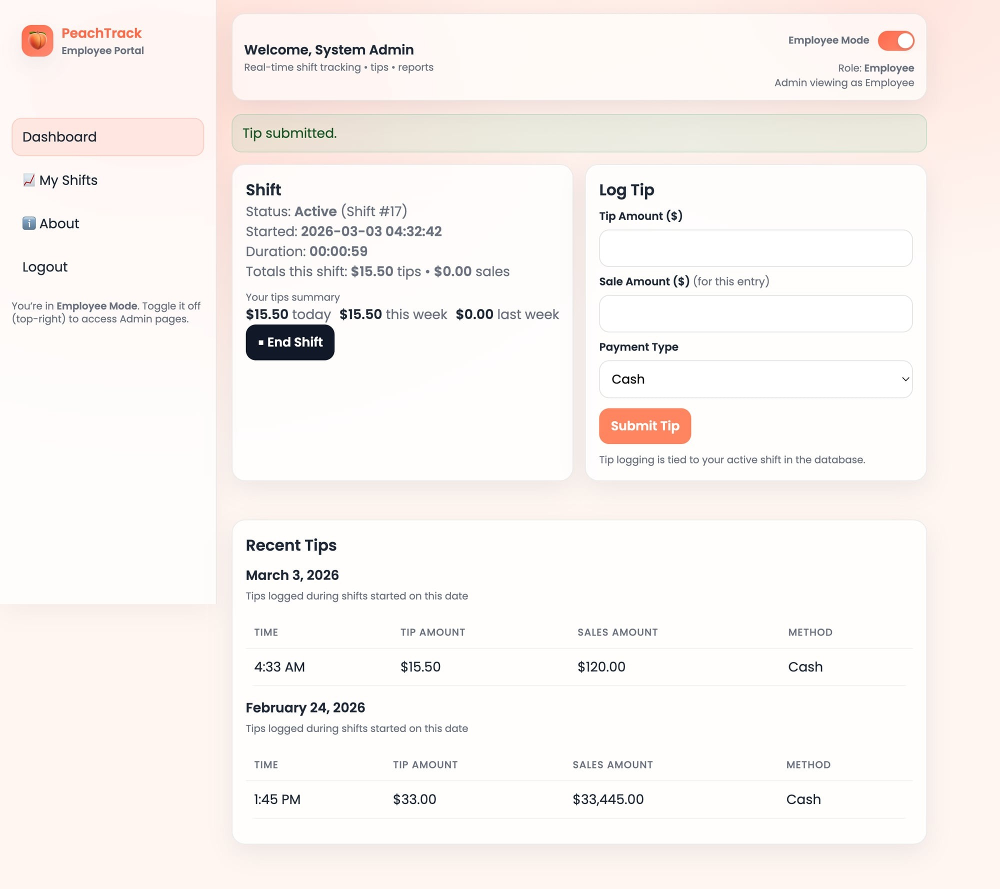 PeachTrack
Employee Portal
Dashboard
My Shifts
About
Logout
You’re in Employee Mode. Toggle it off
(top-right) to access Admin pages.
Welcome, System Admin
Real-time shift tracking • tips • reports
Employee Mode
Role: Employee
Admin viewing as Employee
Tip submitted.
Shift
Status: Active (Shift #17)
Started: 2026-03-03 04:32:42
Duration: 00:00:59
Totals this shift: $15.50 tips • $0.00 sales
Your tips summary
$15.50 today $15.50 this week $0.00 last week
End Shift
Log Tip
Tip Amount ($)
Sale Amount ($) (for this entry)
Payment Type
Cash
Submit Tip
Tip logging is tied to your active shift in the database.
Recent Tips
March 3, 2026
Tips logged during shifts started on this date
TIME TIP AMOUNT SALES AMOUNT METHOD
4:33 AM $15.50 $120.00 Cash
February 24, 2026
Tips logged during shifts started on this date
TIME TIP AMOUNT SALES AMOUNT METHOD
1:45 PM $33.00 $33,445.00 Cash